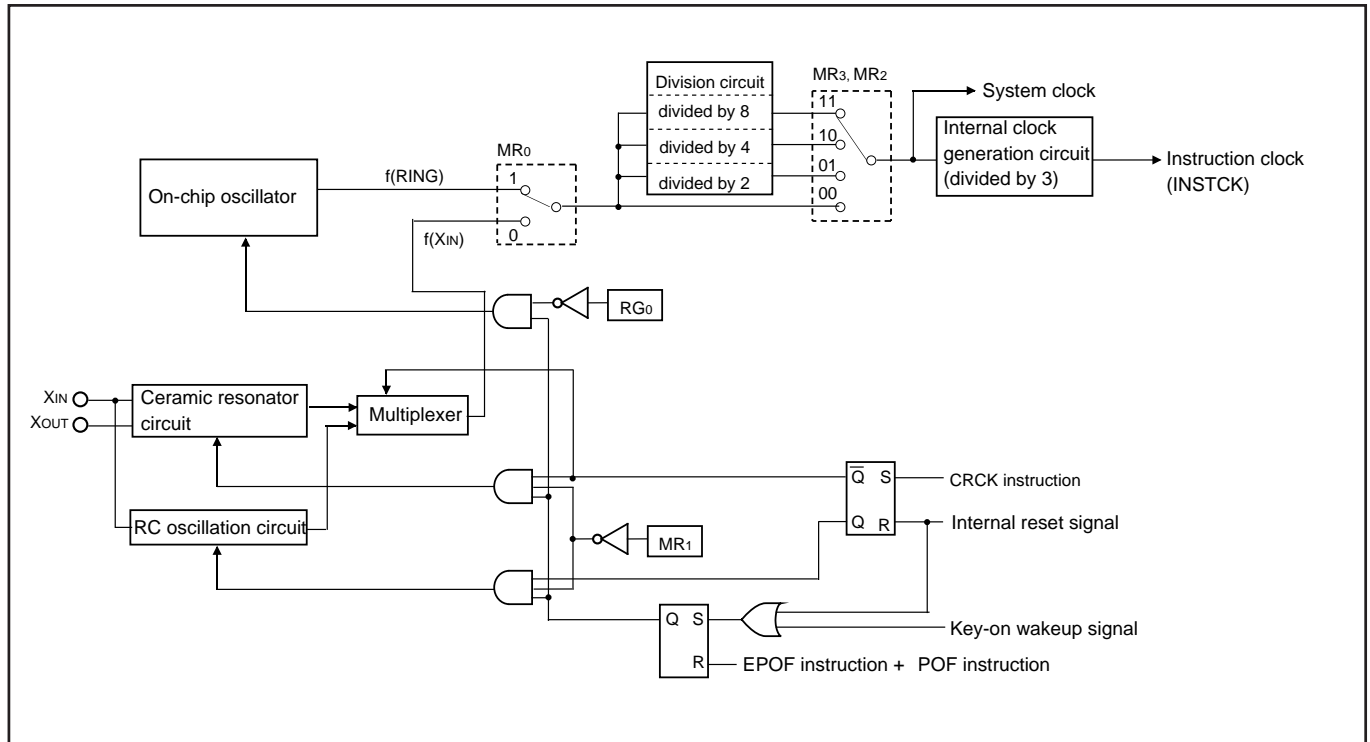 Division circuit
divided by 8
divided by 4
divided by 2
MR3, MR2
11
10
01
00
System clock
Internal clock
generation circuit
(divided by 3)
Instruction clock
(INSTCK)
On-chip oscillator
f(RING)
MR0
1
0
f(XIN)
RG0
XIN
XOUT
Ceramic resonator
circuit
Multiplexer
RC oscillation circuit
MR1
Q̅ S
Q R
CRCK instruction
Internal reset signal
Q S
R
Key-on wakeup signal
EPOF instruction + POF instruction